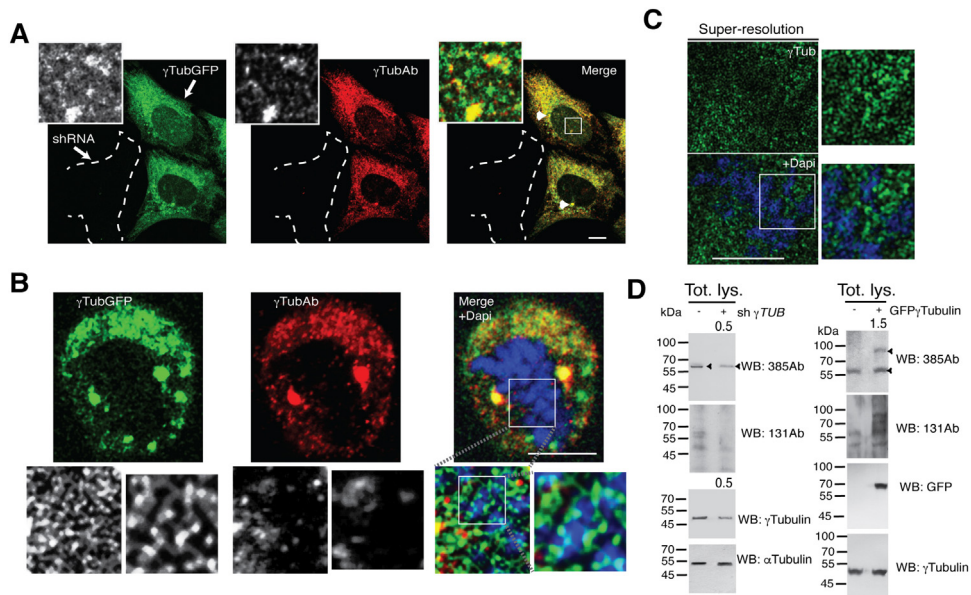 A
γTubGFP
γTubAb
Merge
shRNA
B
γTubGFP
γTubAb
Merge
+Dapi
C
Super-resolution
γTub
+Dapi
D
Tot. lys.
kDa - + sh γTUB
0.5
100
70
55
45
WB: 385Ab
100
70
55
45
WB: 131Ab
0.5
70
55
45
WB: γTubulin
70
55
45
WB: αTubulin
Tot. lys.
- + GFPγTubulin
kDa 1.5
100
70
55
WB: 385Ab
100
70
55
WB: 131Ab
100
70
55
45
35
25
WB: GFP
70
55
45
WB: γTubulin